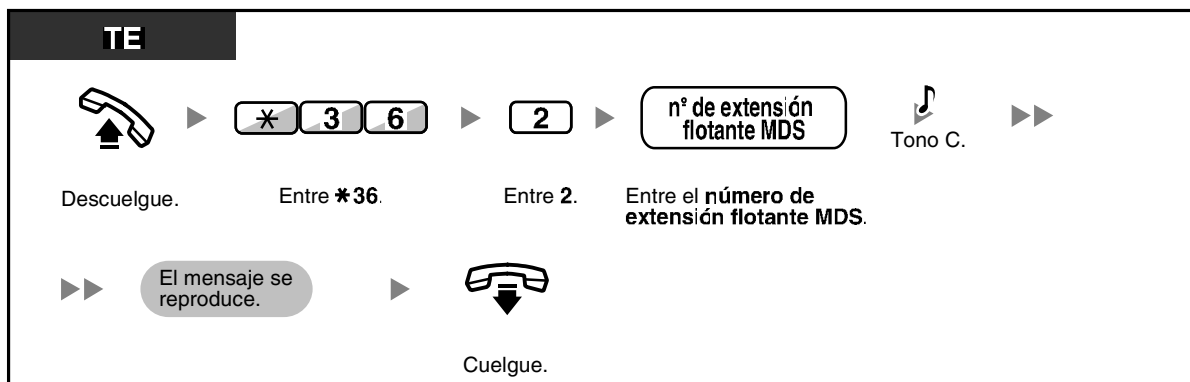 TE
✳ 3 6
2
nº de extensión
flotante MDS
Tono C.
Descuelgue.
Entre ✳36.
Entre 2.
Entre el número de
extensión flotante MDS.
El mensaje se
reproduce.
Cuelgue.